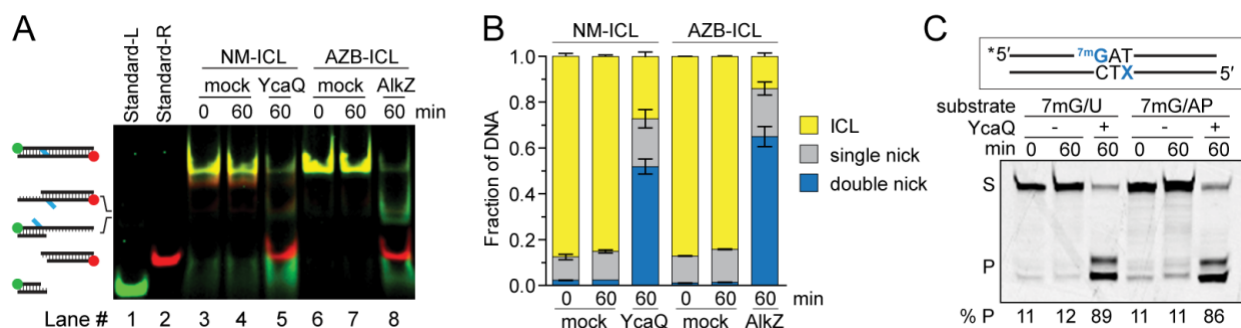 A
Standard-L
Standard-R
NM-ICL AZB-ICL
mock YcaQ mock AlkZ
0 60 60 0 60 60 min
Lane # 1 2 3 4 5 6 7 8
B
NM-ICL AZB-ICL
Fraction of DNA
1.0
0.8
0.6
0.4
0.2
0.0
0 60 60 0 60 60 min
mock YcaQ mock AlkZ
ICL
single nick
double nick
C
*5′ 7mGAT
CTX 5′
substrate 7mG/U 7mG/AP
YcaQ - + - +
min 0 60 60 0 60 60
S
P
% P 11 12 89 11 11 86